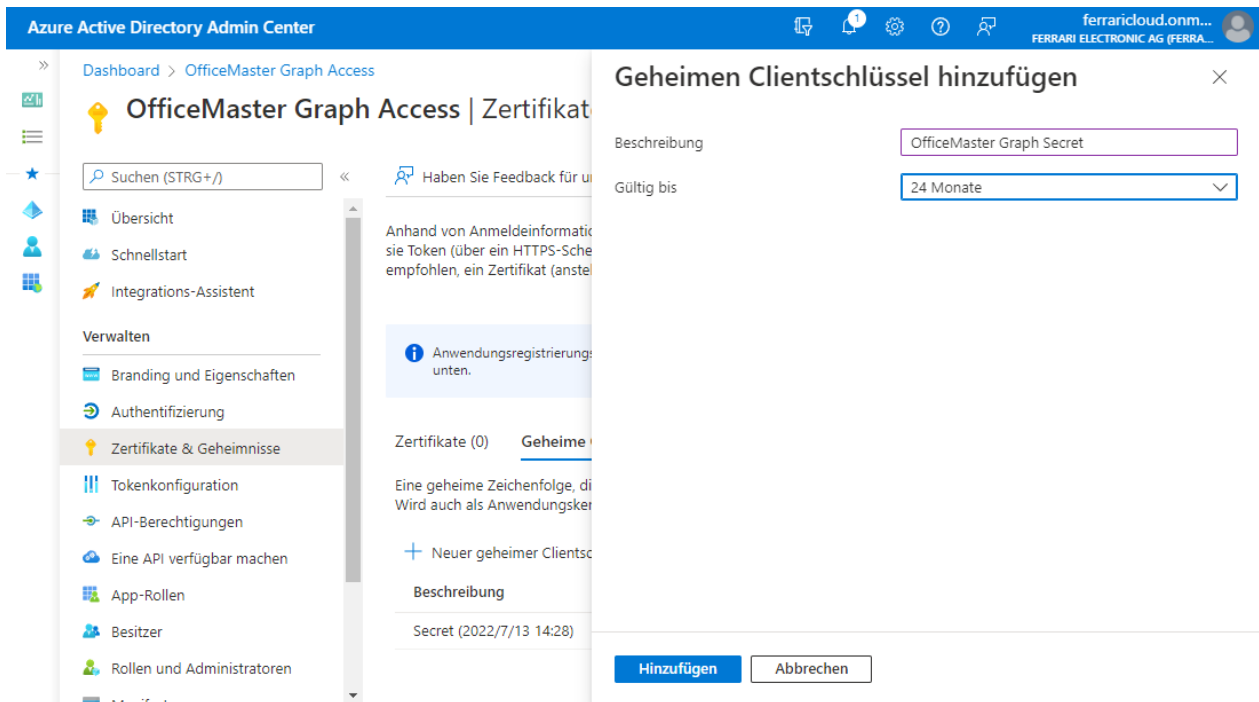 Azure Active Directory Admin Center
1
ferraricloud.onm...
FERRARI ELECTRONIC AG (FERRA...
Dashboard > OfficeMaster Graph Access
OfficeMaster Graph Access | Zertifikat
Suchen (STRG+/)
Übersicht
Schnellstart
Integrations-Assistent
Verwalten
Branding und Eigenschaften
Authentifizierung
Zertifikate & Geheimnisse
Tokenkonfiguration
API-Berechtigungen
Eine API verfügbar machen
App-Rollen
Besitzer
Rollen und Administratoren
Haben Sie Feedback für u
Anhand von Anmeldeinformatio
sie Token (über ein HTTPS-Sche
empfohlen, ein Zertifikat (anstel
Anwendungsregistrierungs
unten.
Zertifikate (0) Geheime
Eine geheime Zeichenfolge, di
Wird auch als Anwendungsken
Neuer geheimer Clientsc
Beschreibung
Secret (2022/7/13 14:28)
Geheimen Clientschlüssel hinzufügen
Beschreibung
OfficeMaster Graph Secret
Gültig bis
24 Monate
Hinzufügen
Abbrechen